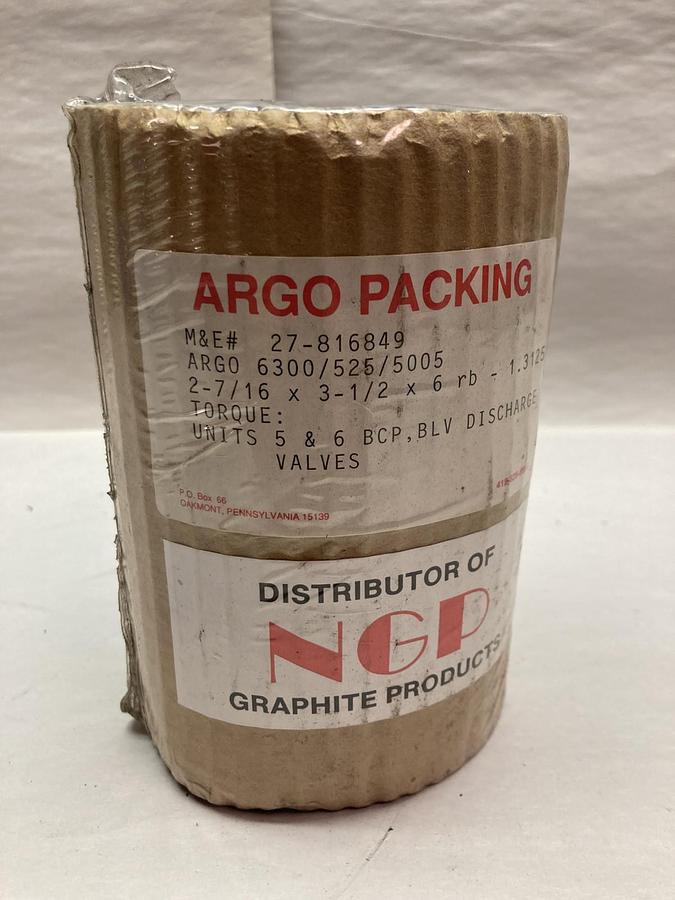 ARGO PACKING
M&E# 27-816849
ARGO 6300/525/5005
2-7/16 x 3-1/2 x 6 rb - 1.3125
TORQUE:
UNITS 5 & 6 BCP,BLV DISCHARGE
VALVES
P.O. Box 66
OAKMONT, PENNSYLVANIA 15139
DISTRIBUTOR OF
NGP
GRAPHITE PRODUCTS